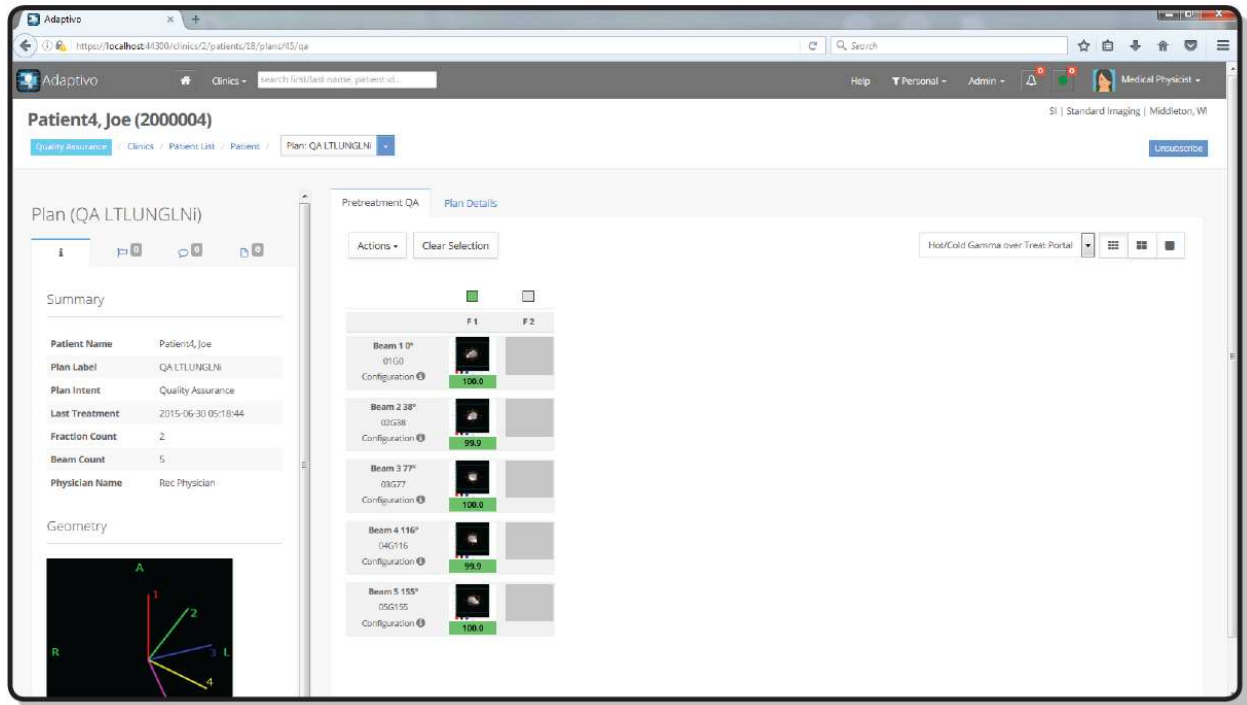 Adaptivo
https://localhost:44300/clinics/2/patients/18/plans/45/qa
Search
Adaptivo
Clinics
search first/last name, patient id...
Help
Personal
Admin
0
0
Medical Physicist
Patient4, Joe (2000004)
SI | Standard Imaging | Middleton, WI
Quality Assurance / Clinics / Patient List / Patient / Plan: QA LTLUNGLNi
Unsubscribe
Plan (QA LTLUNGLNi)
i 0 0 0
Summary
Patient Name Patient4, Joe
Plan Label QA LTLUNGLNi
Plan Intent Quality Assurance
Last Treatment 2015-06-30 05:18:44
Fraction Count 2
Beam Count 5
Physician Name Rec Physician
Geometry
A
1
2
R
3 L
4
Pretreatment QA Plan Details
Actions Clear Selection
Hot/Cold Gamma over Treat Portal
F 1 F 2
Beam 1 0°
01G0
Configuration
100.0
Beam 2 38°
02G38
Configuration
99.9
Beam 3 77°
03G77
Configuration
100.0
Beam 4 116°
04G116
Configuration
99.9
Beam 5 155°
05G155
Configuration
100.0